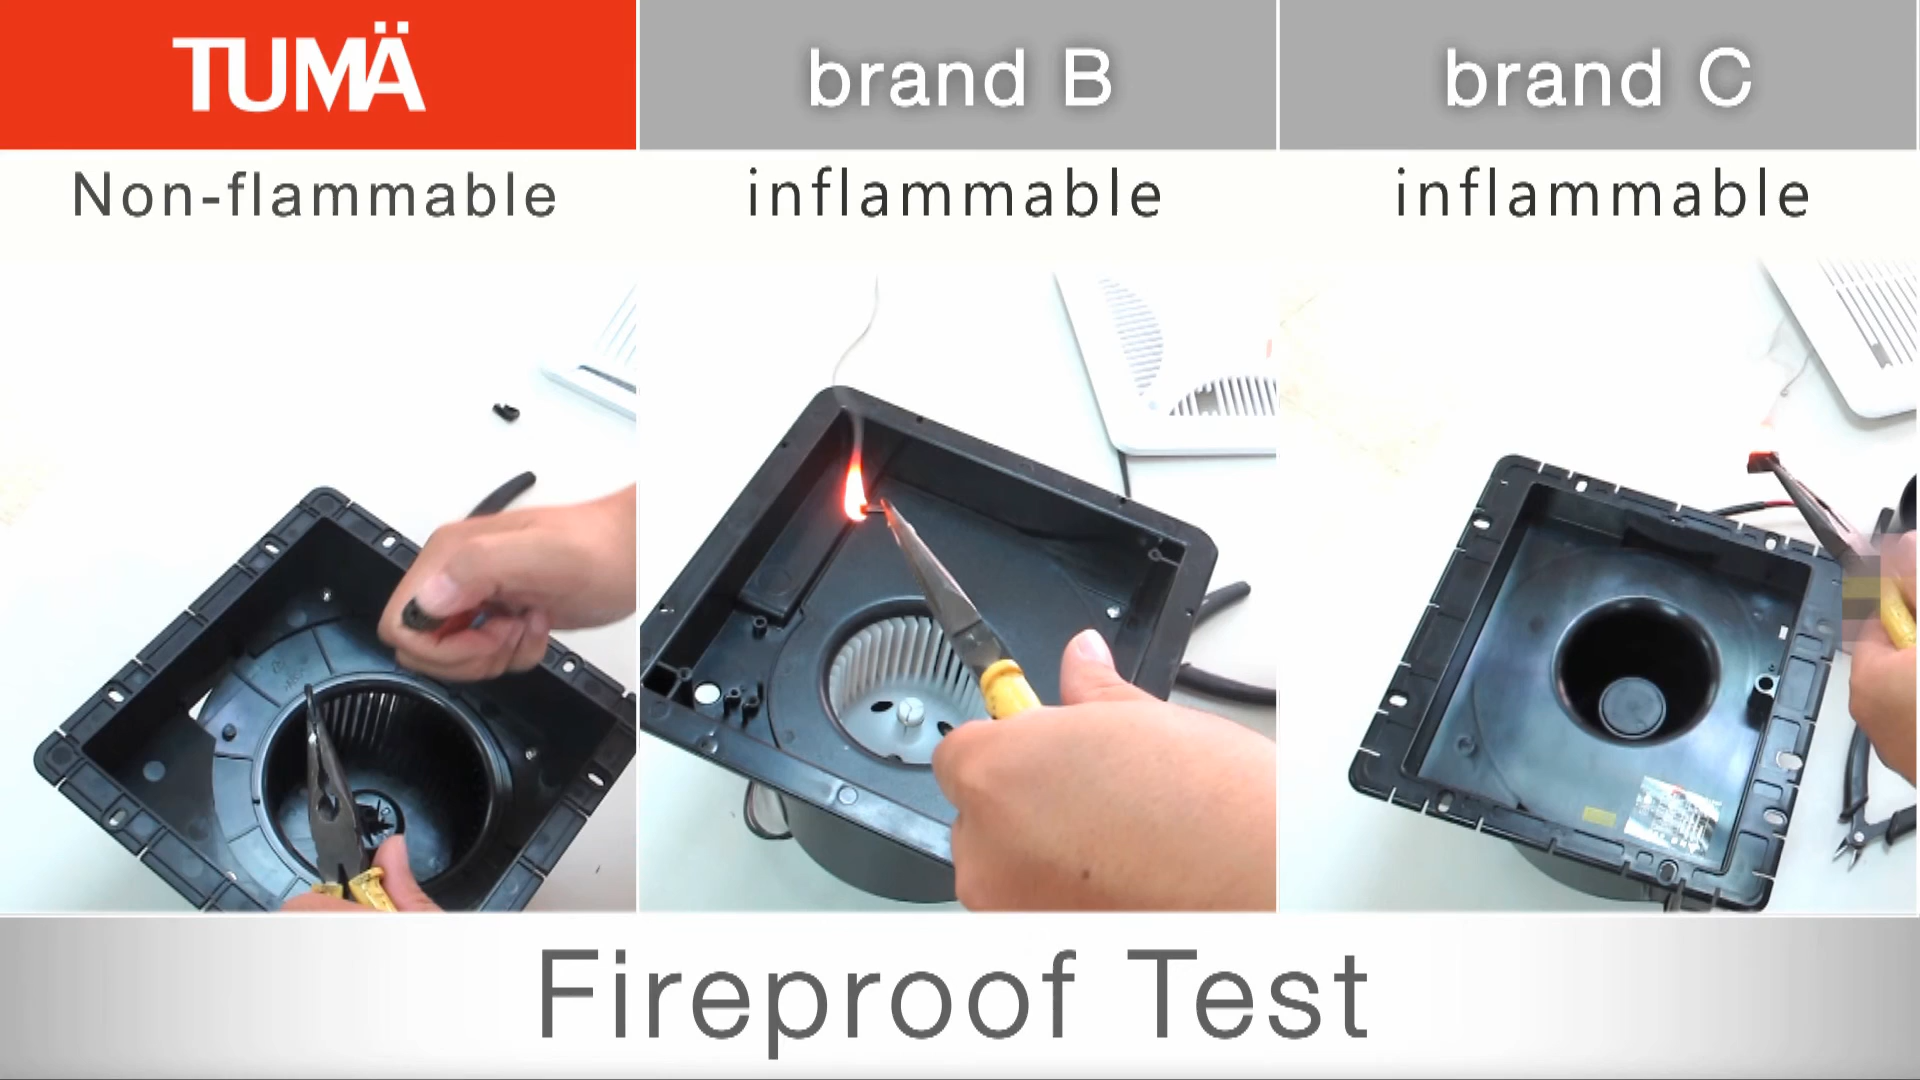 TUMÄ
brand B
brand C
Non-flammable
inflammable
inflammable
Fireproof Test